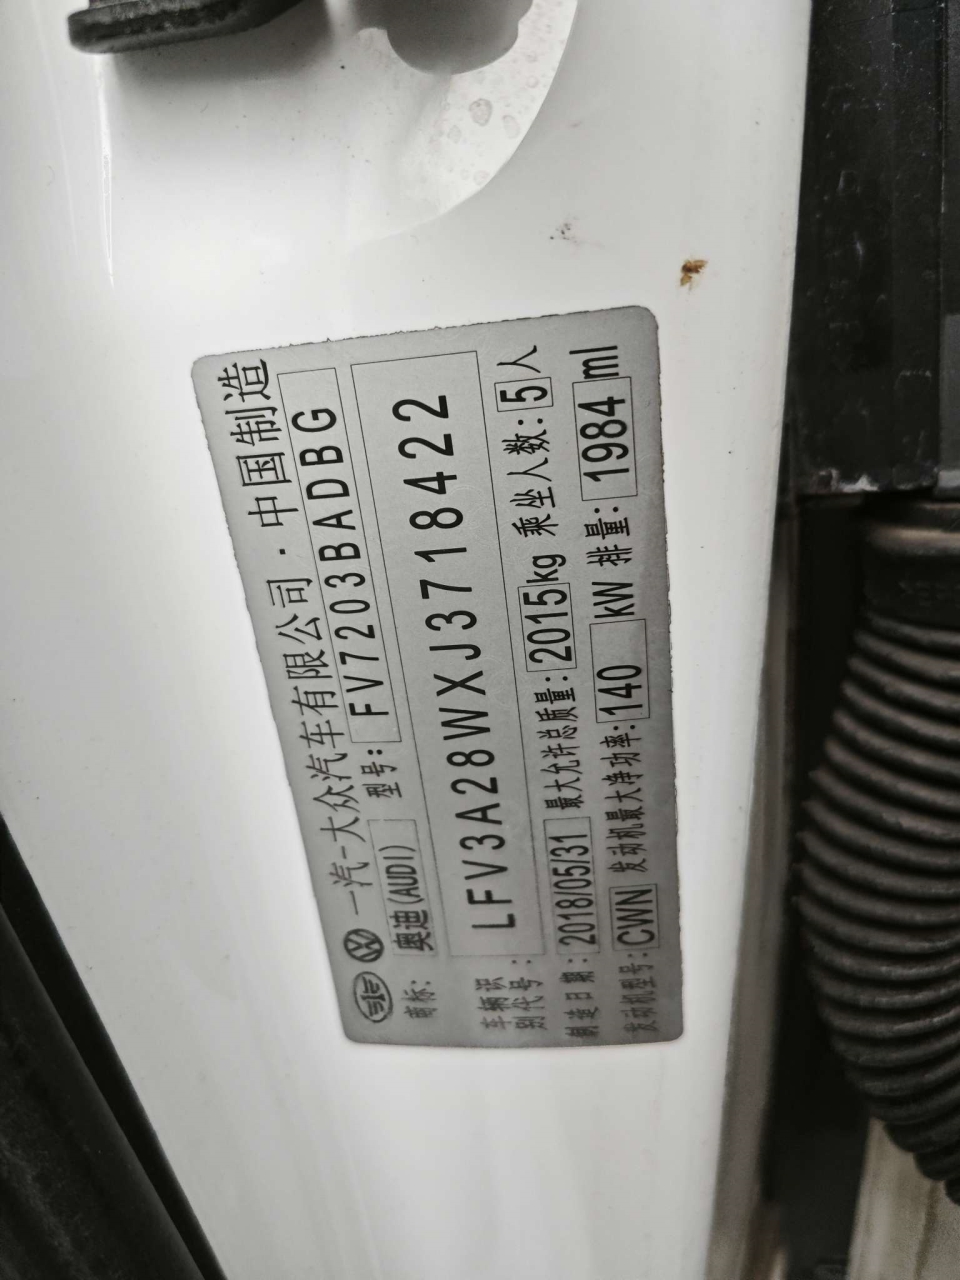 一汽-大众汽车有限公司·中国制造
商标: 奥迪(AUDI) 型号: FV7203BADBG
车辆识别代号: LFV3A28WXJ3718422
制造日期: 2018/05/31 最大允许总质量: 2015kg 乘坐人数: 5人
发动机型号: CWN 发动机最大净功率: 140 kW 排量: 1984 ml